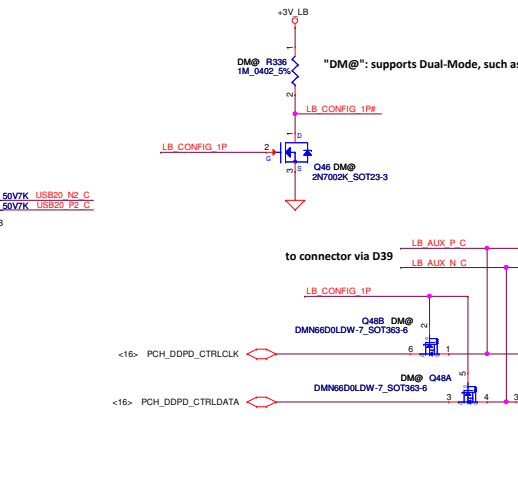 +3V_LB
1
DM@ R336
1M_0402_5%
"DM@": supports Dual-Mode, such as
2
LB_CONFIG_1P#
1
D
LB_CONFIG_1P
2
G
S
3
Q46 DM@
2N7002K_SOT23-3
50V7K USB20_N2_C
50V7K USB20_P2_C
LB_AUX_P_C
to connector via D39
LB_AUX_N_C
LB_CONFIG_1P
Q48B DM@
DMN66D0LDW-7_SOT363-6
2
<16> PCH_DDPD_CTRLCLK
6
1
DM@ Q48A
DMN66D0LDW-7_SOT363-6
5
<16> PCH_DDPD_CTRLDATA
3
4
3